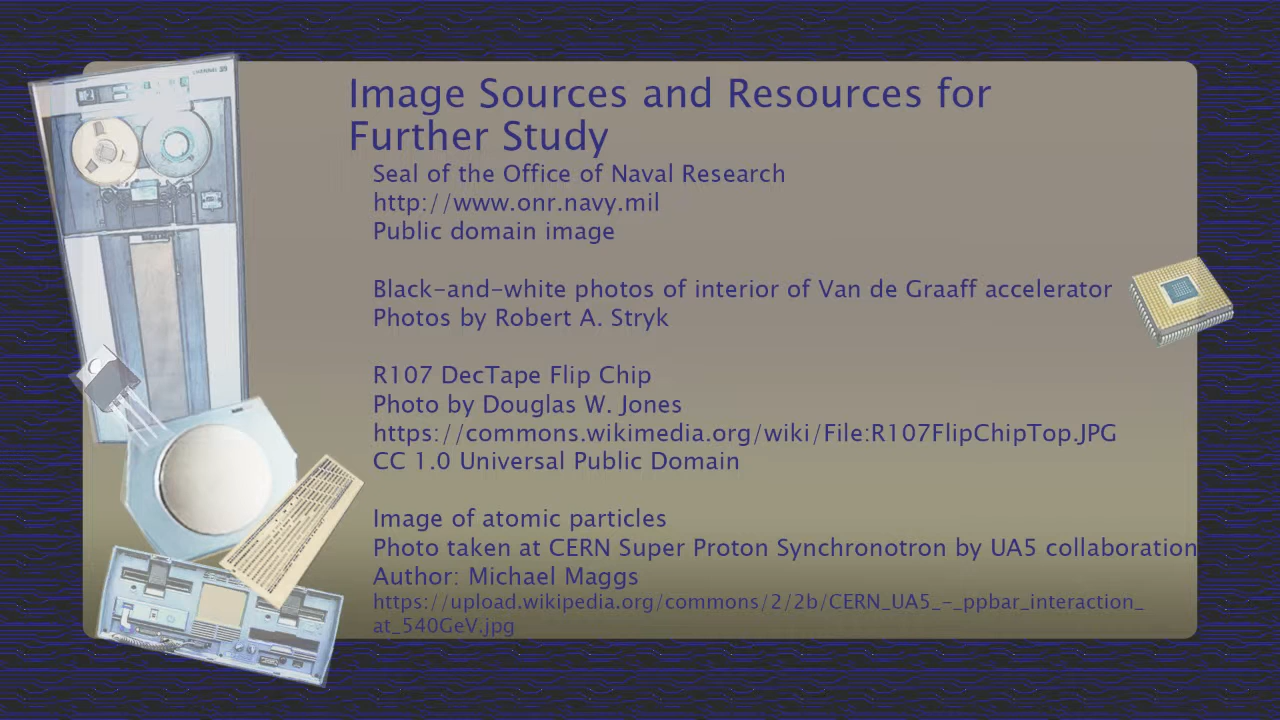 Image Sources and Resources for
Further Study
Seal of the Office of Naval Research
http://www.onr.navy.mil
Public domain image
Black-and-white photos of interior of Van de Graaff accelerator
Photos by Robert A. Stryk
R107 DecTape Flip Chip
Photo by Douglas W. Jones
https://commons.wikimedia.org/wiki/File:R107FlipChipTop.JPG
CC 1.0 Universal Public Domain
Image of atomic particles
Photo taken at CERN Super Proton Synchronotron by UA5 collaboration
Author: Michael Maggs
https://upload.wikipedia.org/commons/2/2b/CERN_UA5_-_ppbar_interaction_
at_540GeV.jpg